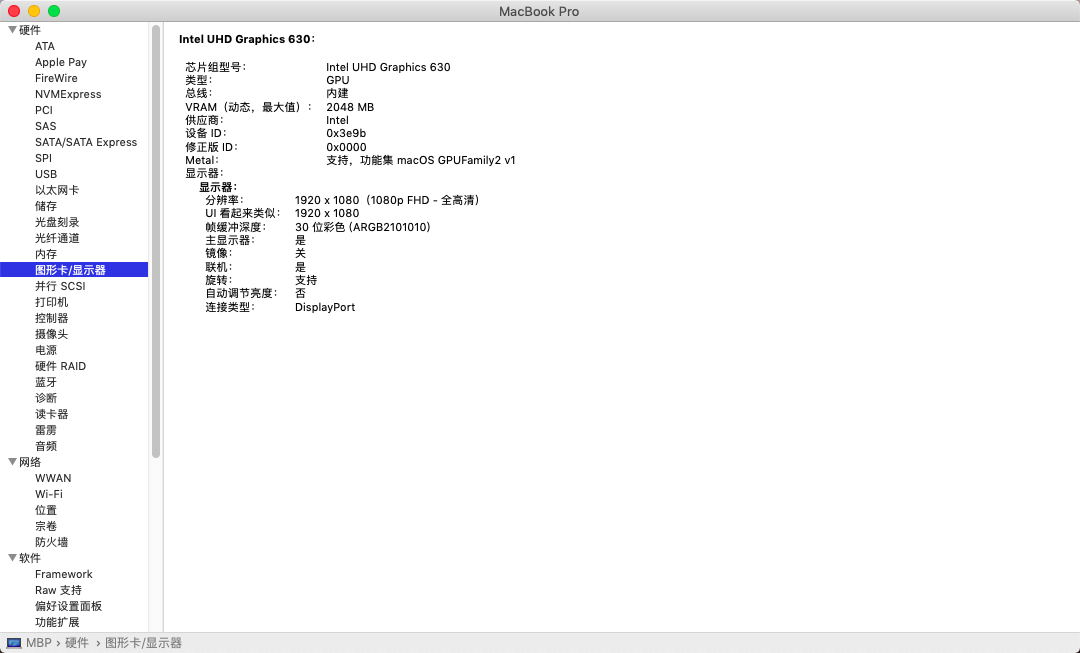 MacBook Pro
硬件
ATA
Apple Pay
FireWire
NVMExpress
PCI
SAS
SATA/SATA Express
SPI
USB
以太网卡
储存
光盘刻录
光纤通道
内存
图形卡/显示器
并行 SCSI
打印机
控制器
摄像头
电源
硬件 RAID
蓝牙
诊断
读卡器
雷雳
音频
网络
WWAN
Wi-Fi
位置
宗卷
防火墙
软件
Framework
Raw 支持
偏好设置面板
功能扩展
Intel UHD Graphics 630：
芯片组型号： Intel UHD Graphics 630
类型： GPU
总线： 内建
VRAM（动态，最大值）： 2048 MB
供应商： Intel
设备 ID： 0x3e9b
修正版 ID： 0x0000
Metal： 支持，功能集 macOS GPUFamily2 v1
显示器：
显示器：
分辨率： 1920 x 1080（1080p FHD - 全高清）
UI 看起来类似： 1920 x 1080
帧缓冲深度： 30 位彩色 (ARGB2101010)
主显示器： 是
镜像： 关
联机： 是
旋转： 支持
自动调节亮度： 否
连接类型： DisplayPort
MBP › 硬件 › 图形卡/显示器